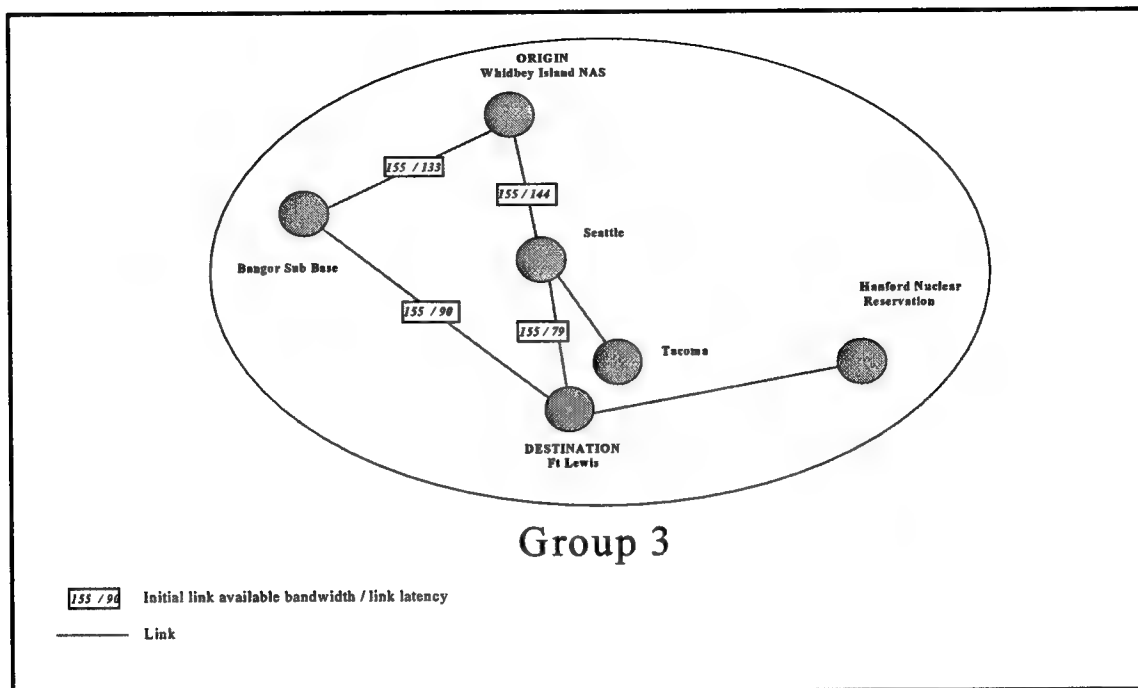 ORIGIN
Whidbey Island NAS
155 / 133
155 / 144
Seattle
Bangor Sub Base
Hanford Nuclear
Reservation
155 / 90
155 / 79
Tacoma
DESTINATION
Ft Lewis
Group 3
155 / 90 Initial link available bandwidth / link latency
Link